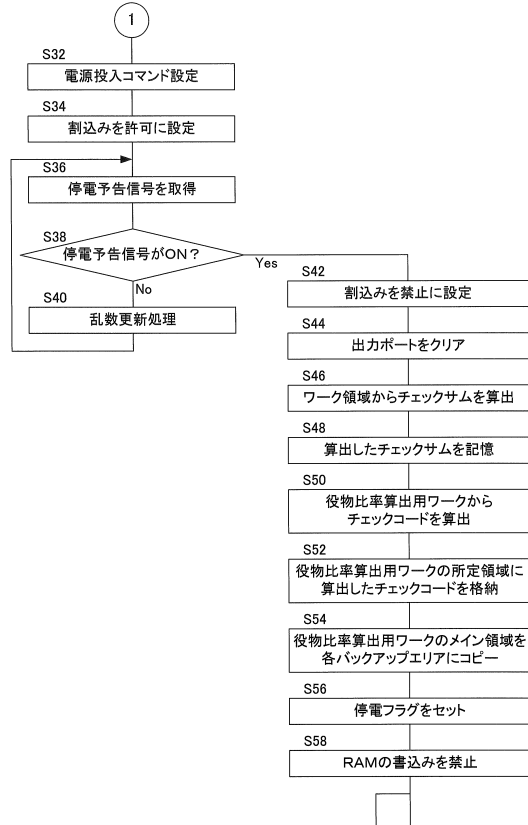 1
S32
電源投入コマンド設定
S34
割込みを許可に設定
S36
停電予告信号を取得
S38
停電予告信号がON？
Yes
No
S40
乱数更新処理
S42
割込みを禁止に設定
S44
出力ポートをクリア
S46
ワーク領域からチェックサムを算出
S48
算出したチェックサムを記憶
S50
役物比率算出用ワークから
チェックコードを算出
S52
役物比率算出用ワークの所定領域に
算出したチェックコードを格納
S54
役物比率算出用ワークのメイン領域を
各バックアップエリアにコピー
S56
停電フラグをセット
S58
RAMの書込みを禁止